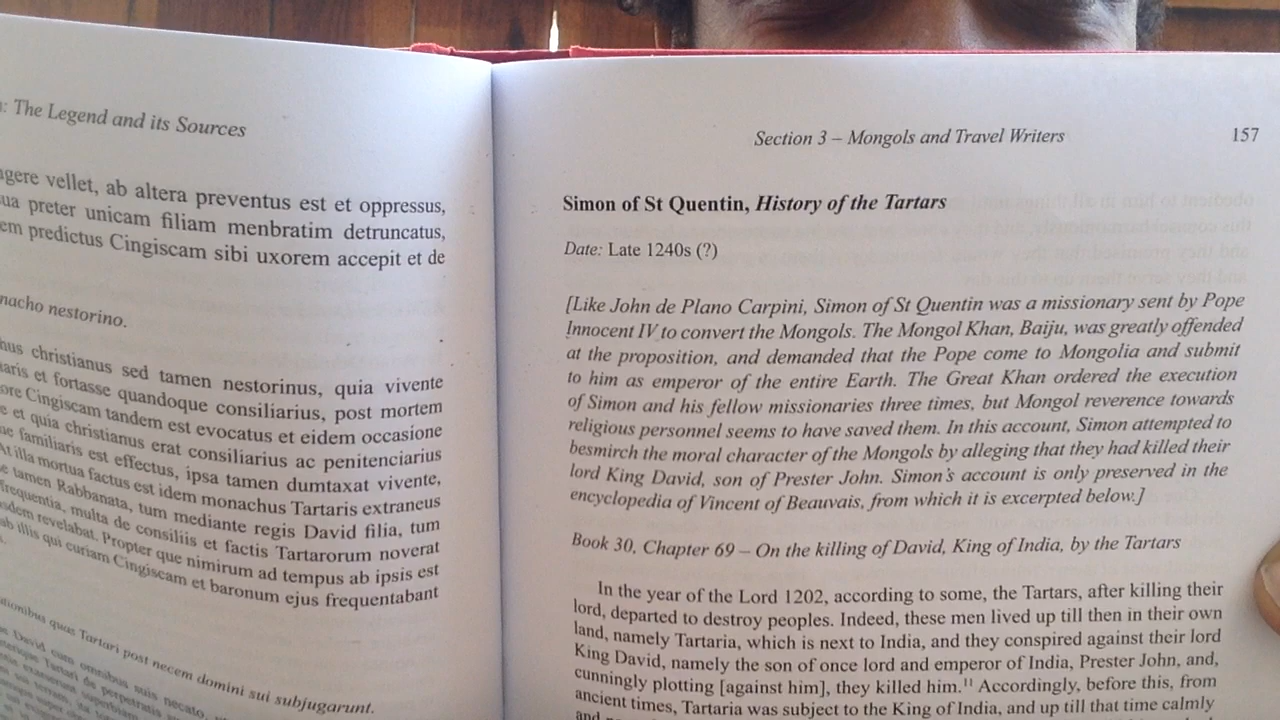 : The Legend and its Sources
gere vellet, ab altera preventus est et oppressus,
ua preter unicam filiam menbratim detruncatus,
em predictus Cingiscam sibi uxorem accepit et de
nacho nestorino.
hus christianus sed tamen nestorinus, quia vivente
iaris et fortasse quandoque consiliarius, post mortem
ore Cingiscam tandem est evocatus et eidem occasione
e et quia christianus erat consiliarius ac penitenciarius
ne familiaris est effectus, ipsa tamen dumtaxat vivente,
At illa mortua factus est idem monachus Tartaris extraneus
e tamen Rabbanata, tum mediante regis David filia, tum
frequentia, multa de consiliis et factis Tartarorum noverat
sdem revelabat. Propter que nimirum ad tempus ab ipsis est
ab illis qui curiam Cingiscam et baronum ejus frequentabant
ationibus quas Tartari post necem domini sui subjugarunt.
David cum omnibus suis necato,
Section 3 – Mongols and Travel Writers
157
Simon of St Quentin, History of the Tartars
Date: Late 1240s (?)
[Like John de Plano Carpini, Simon of St Quentin was a missionary sent by Pope
Innocent IV to convert the Mongols. The Mongol Khan, Baiju, was greatly offended
at the proposition, and demanded that the Pope come to Mongolia and submit
to him as emperor of the entire Earth. The Great Khan ordered the execution
of Simon and his fellow missionaries three times, but Mongol reverence towards
religious personnel seems to have saved them. In this account, Simon attempted to
besmirch the moral character of the Mongols by alleging that they had killed their
lord King David, son of Prester John. Simon's account is only preserved in the
encyclopedia of Vincent of Beauvais, from which it is excerpted below.]
Book 30, Chapter 69 – On the killing of David, King of India, by the Tartars
In the year of the Lord 1202, according to some, the Tartars, after killing their
lord, departed to destroy peoples. Indeed, these men lived up till then in their own
land, namely Tartaria, which is next to India, and they conspired against their lord
King David, namely the son of once lord and emperor of India, Prester John, and,
cunningly plotting [against him], they killed him.¹¹ Accordingly, before this, from
ancient times, Tartaria was subject to the King of India, and up till that time calmly
and